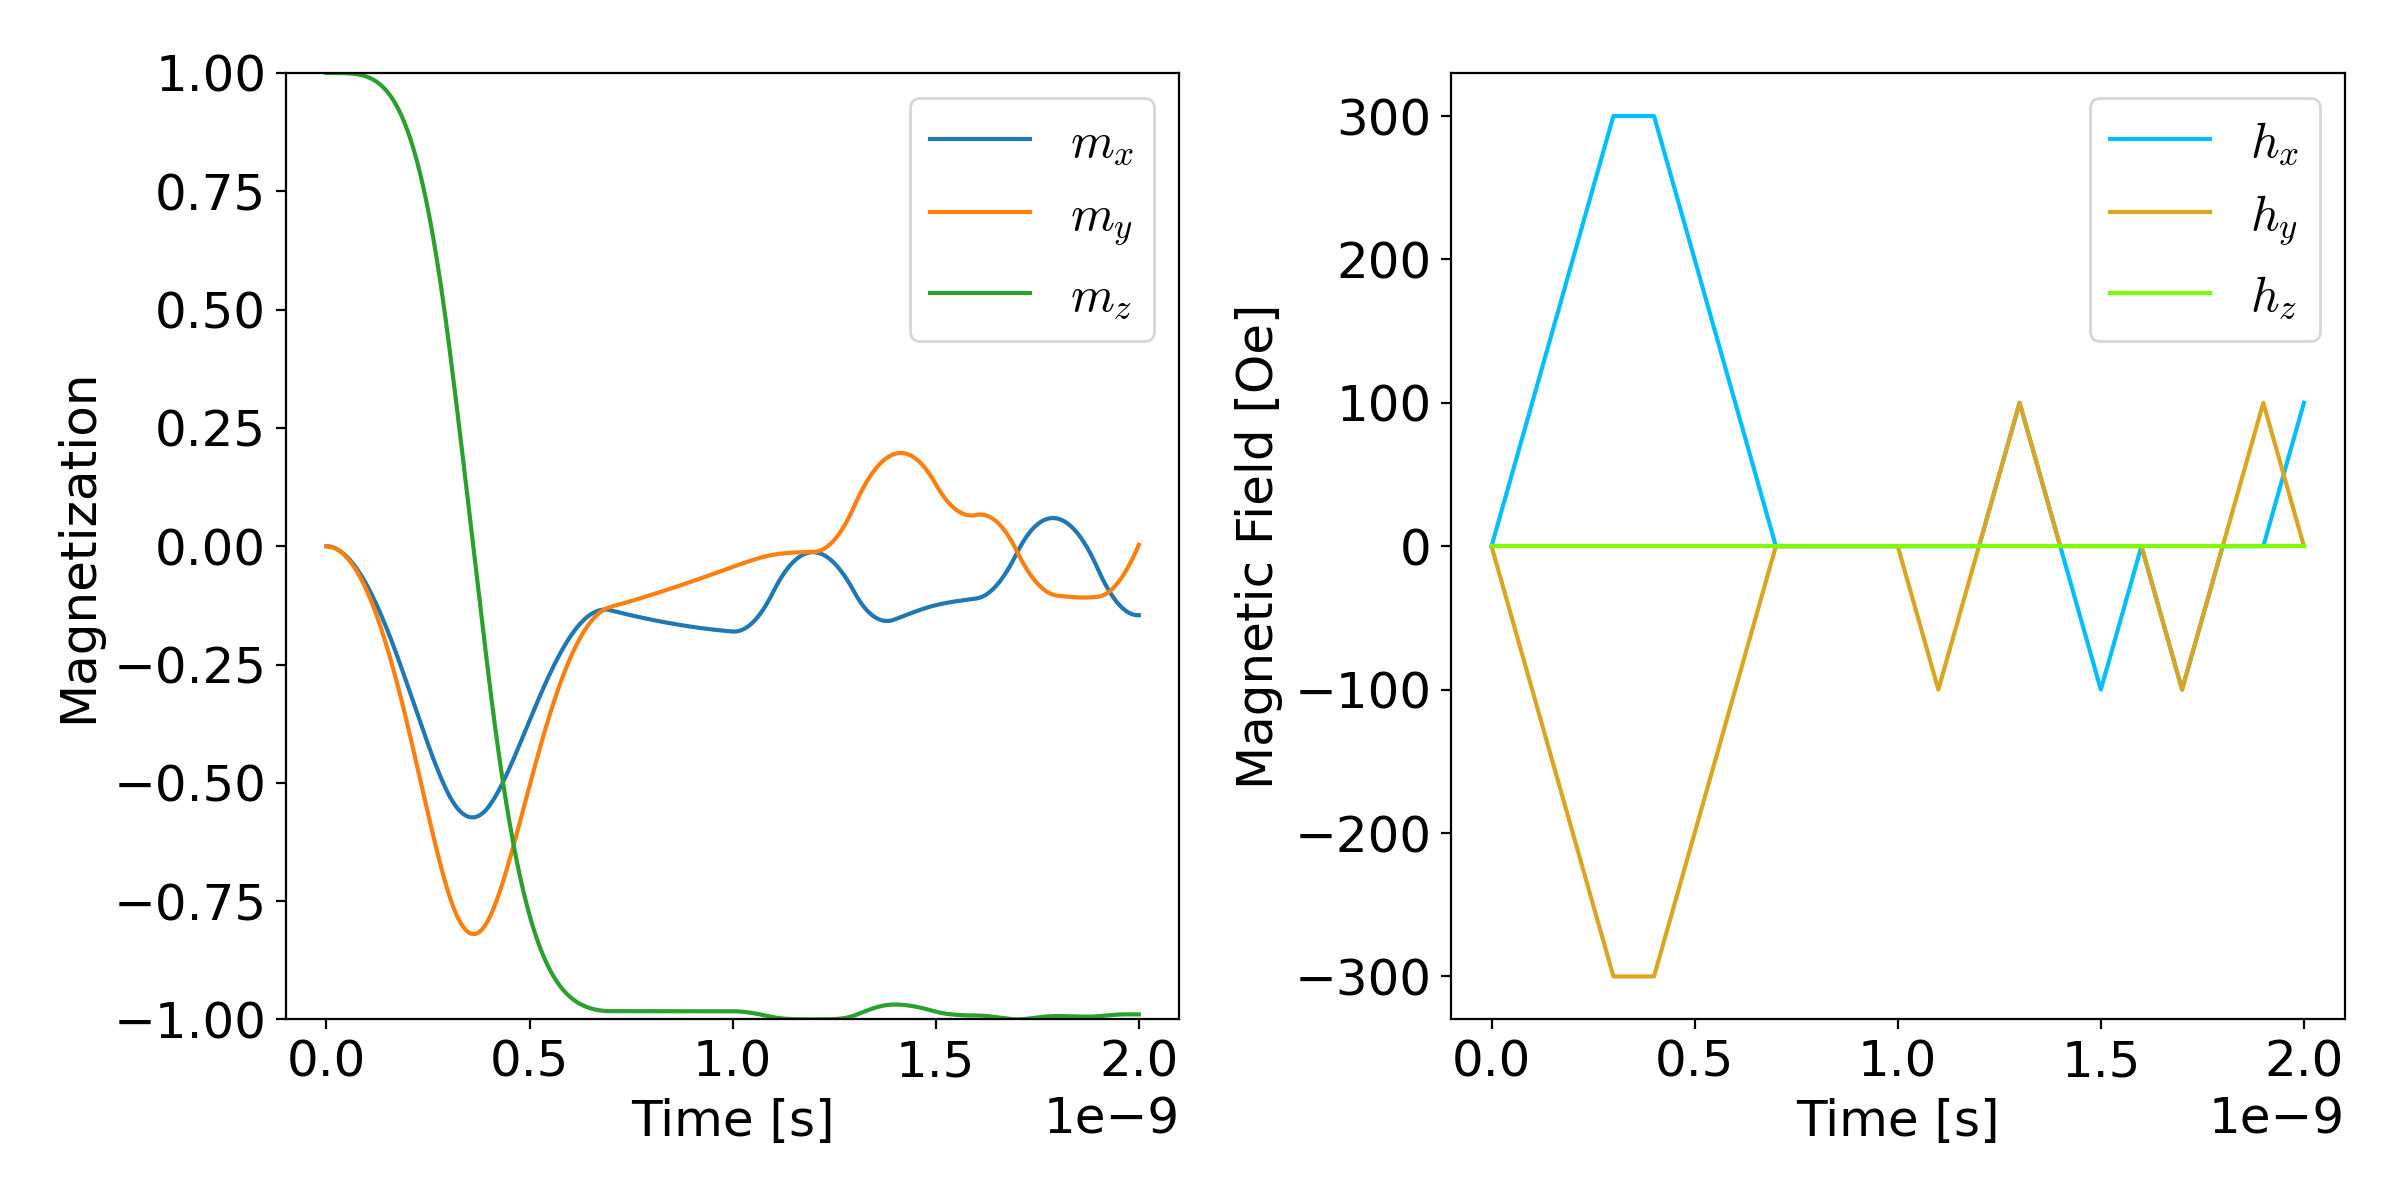 Magnetization
1.00
0.75
0.50
0.25
0.00
−0.25
−0.50
−0.75
−1.00
0.0 0.5 1.0 1.5 2.0
Time [s]
1e−9
m_x
m_y
m_z
Magnetic Field [Oe]
300
200
100
0
−100
−200
−300
0.0 0.5 1.0 1.5 2.0
Time [s]
1e−9
h_x
h_y
h_z